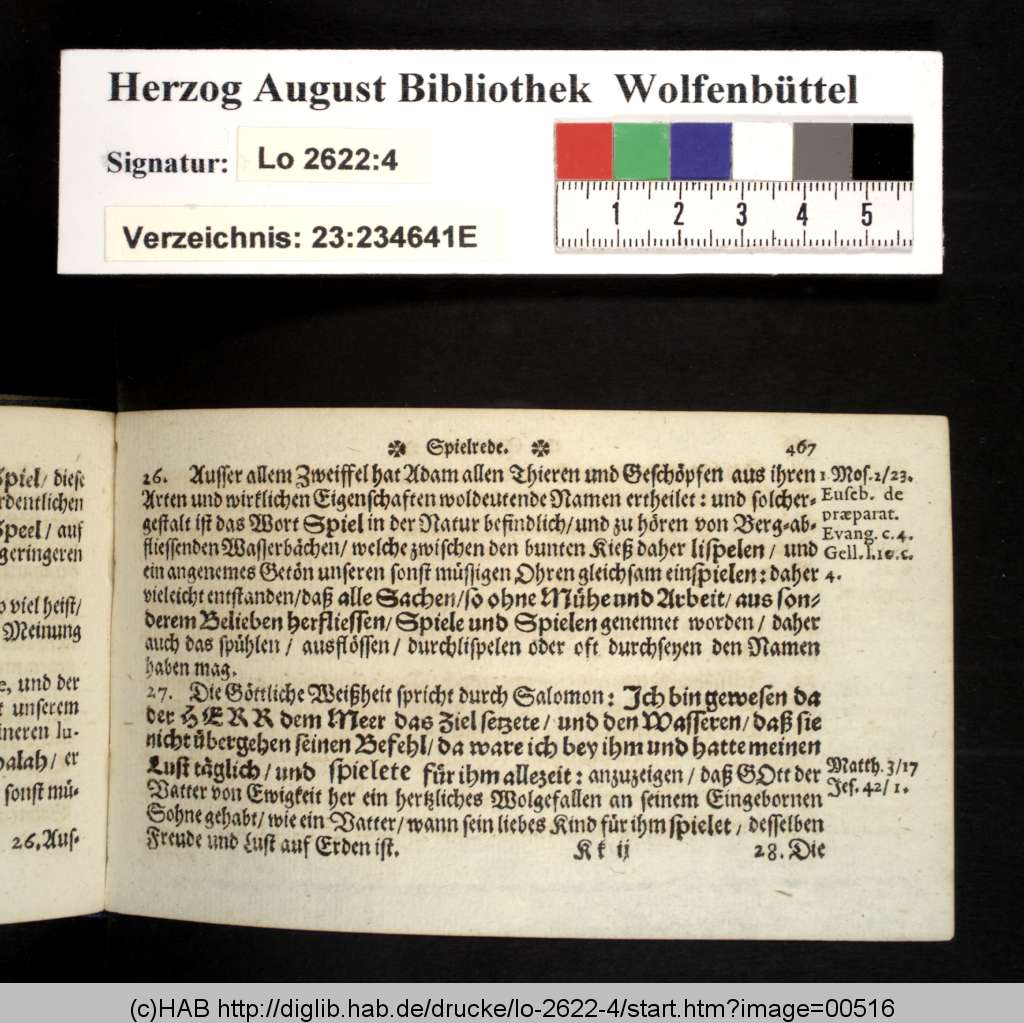 Herzog August Bibliothek Wolfenbüttel
Signatur: Lo 2622:4
Verzeichnis: 23:234641E
1 2 3 4 5
Spiel/ diese
rdentlichen
Speel/ auf
geringeren
o viel heist/
Meinung
e, und der
unserem
ineren lu-
balah/ er
sonst mü-
26. Aus-
Spielrede. 467
26. Ausser allem Zweiffel hat Adam allen Thieren und Geschöpfen aus ihren
Arten und wirklichen Eigenschaften woldeutende Namen ertheilet: und solcher-
gestalt ist das Wort Spiel in der Natur befindlich/ und zu hören von Berg-ab-
fliessenden Wasserbächen/ welche zwischen den bunten Kieß daher lispelen/ und
ein angenemes Getön unseren sonst müssigen Ohren gleichsam einspielen: daher
vieleicht entstanden/ daß alle Sachen/ so ohne Mühe und Arbeit/ aus son-
derem Belieben herfliessen/ Spiele und Spielen genennet worden/ daher
auch das spühlen/ ausflössen/ durchlispelen oder oft durchseyen den Namen
haben mag.
27. Die Göttliche Weißheit spricht durch Salomon: Ich bin gewesen da
der HERR dem Meer das Ziel setzete/ und den Wasseren/ daß sie
nicht übergehen seinen Befehl/ da ware ich bey ihm und hatte meinen
Lust täglich/ und spielete für ihm allezeit: anzuzeigen/ daß GOtt der
Vatter von Ewigkeit her ein hertzliches Wolgefallen an seinem Eingebornen
Sohne gehabt/ wie ein Vatter/ wann sein liebes Kind für ihm spielet/ desselben
Freude und Lust auf Erden ist.
Kk ij 28. Die
1 Mos. 2/23.
Euseb. de
præparat.
Evang. c. 4.
Gell. l. 10. c.
4.
Matth. 3/17
Jes. 42/1.
(c)HAB http://diglib.hab.de/drucke/lo-2622-4/start.htm?image=00516